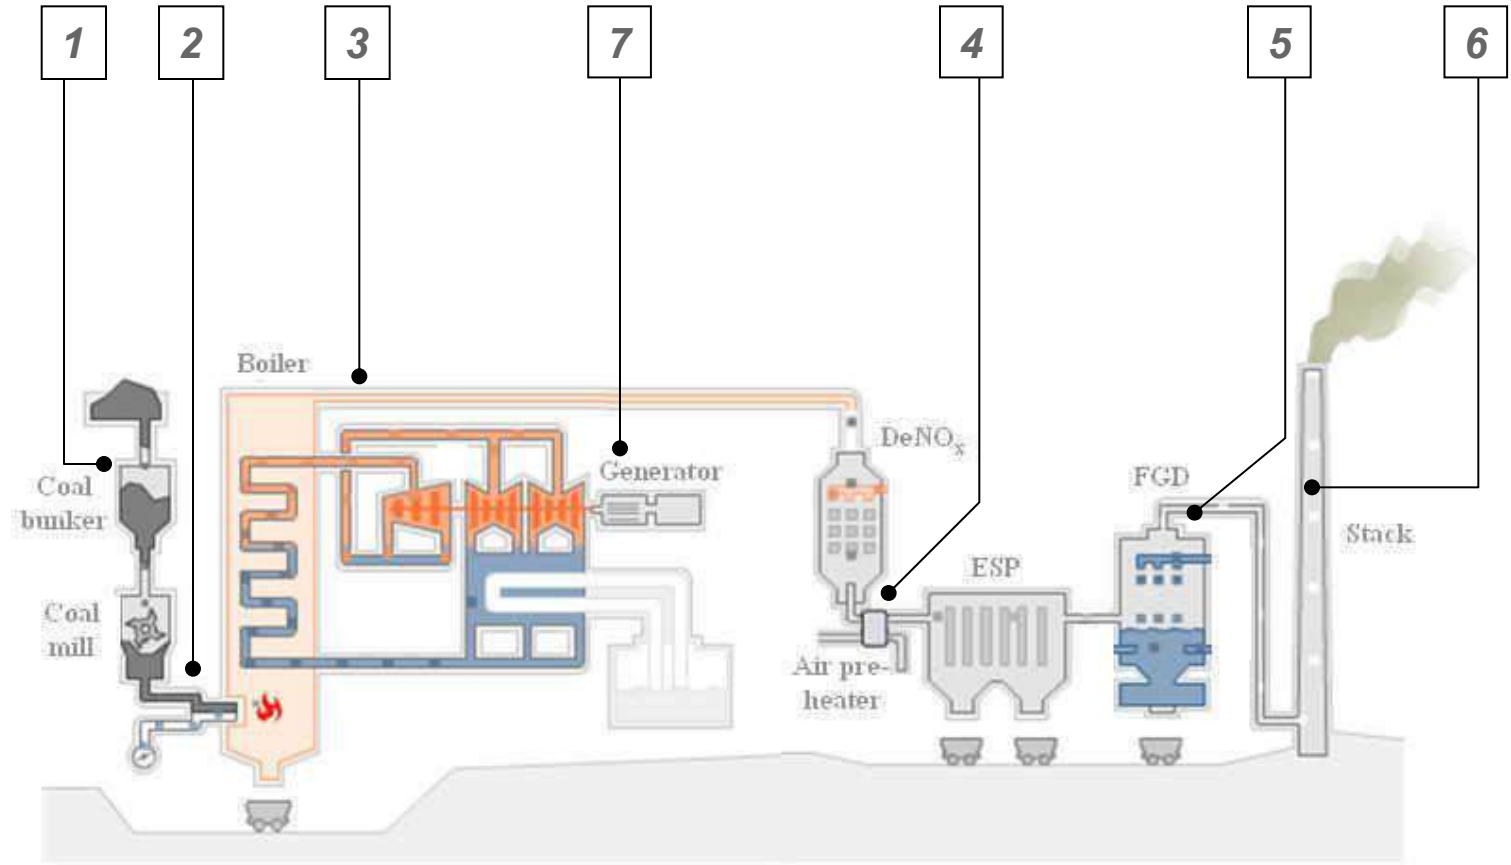 1
2
3
7
4
5
6
Boiler
DeNOx
Generator
FGD
Coal
bunker
Stack
ESP
Coal
mill
Air pre-
heater